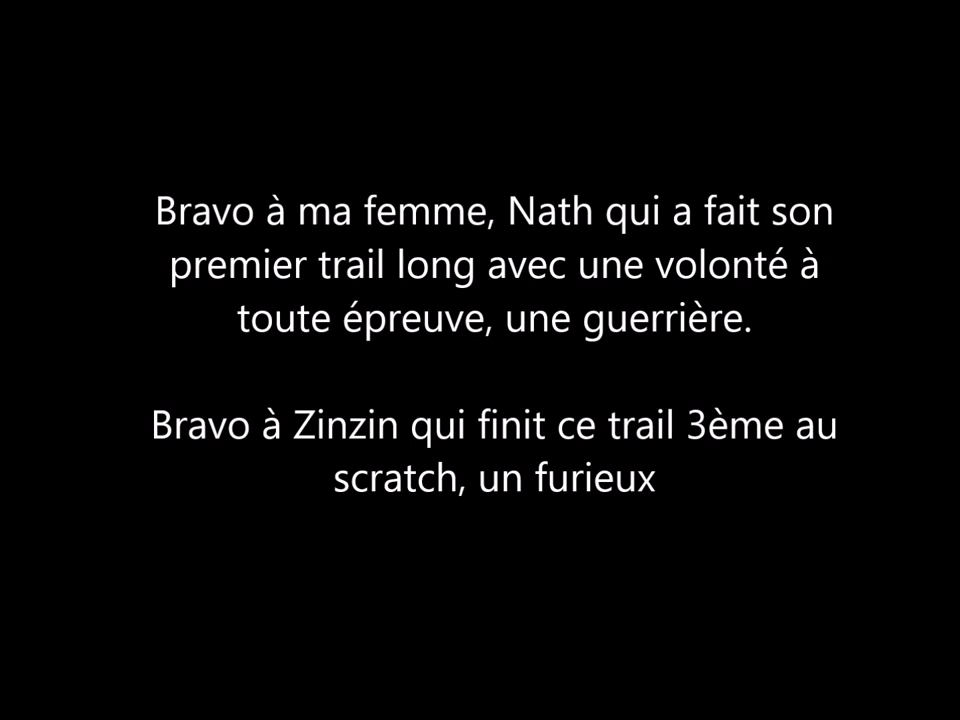 Bravo à ma femme, Nath qui a fait son
premier trail long avec une volonté à
toute épreuve, une guerrière.
Bravo à Zinzin qui finit ce trail 3ème au
scratch, un furieux